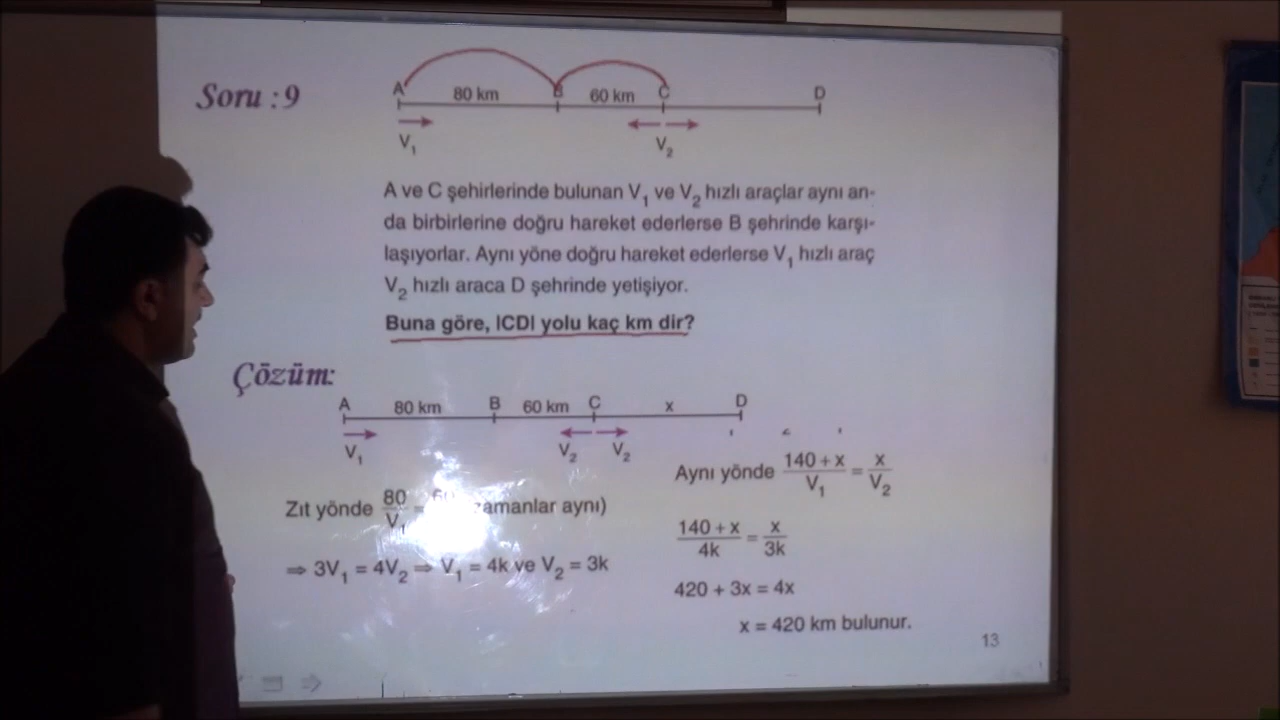 Soru : 9
A 80 km B 60 km C D
V₁ V₂
A ve C şehirlerinde bulunan V₁ ve V₂ hızlı araçlar aynı an-
da birbirlerine doğru hareket ederlerse B şehrinde karşı-
laşıyorlar. Aynı yöne doğru hareket ederlerse V₁ hızlı araç
V₂ hızlı araca D şehrinde yetişiyor.
Buna göre, ICDI yolu kaç km dir?
Çözüm:
A 80 km B 60 km C x D
V₁ V₂ V₂
Zıt yönde 80/V₁ = zamanlar aynı)
⇒ 3V₁ = 4V₂ ⇒ V₁ = 4k ve V₂ = 3k
Aynı yönde (140 + x)/V₁ = x/V₂
(140 + x)/4k = x/3k
420 + 3x = 4x
x = 420 km bulunur.
13